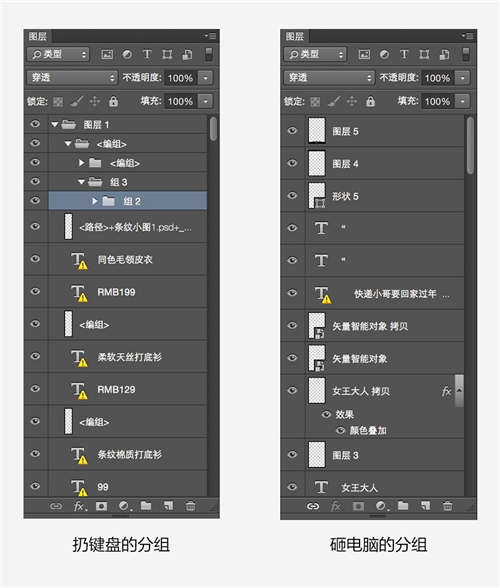 图层
类型
穿透
不透明度: 100%
锁定:
填充: 100%
图层 1
<编组>
<编组>
组 3
组 2
<路径>+条纹小图1.psd+_...
同色毛领皮衣
RMB199
<编组>
柔软天丝打底衫
RMB129
<编组>
条纹棉质打底衫
99
扔键盘的分组
图层
类型
穿透
不透明度: 100%
锁定:
填充: 100%
图层 5
图层 4
形状 5
“
“
快递小哥要回家过年 ...
矢量智能对象 拷贝
矢量智能对象
女王大人 拷贝 fx
效果
颜色叠加
图层 3
女王大人
砸电脑的分组